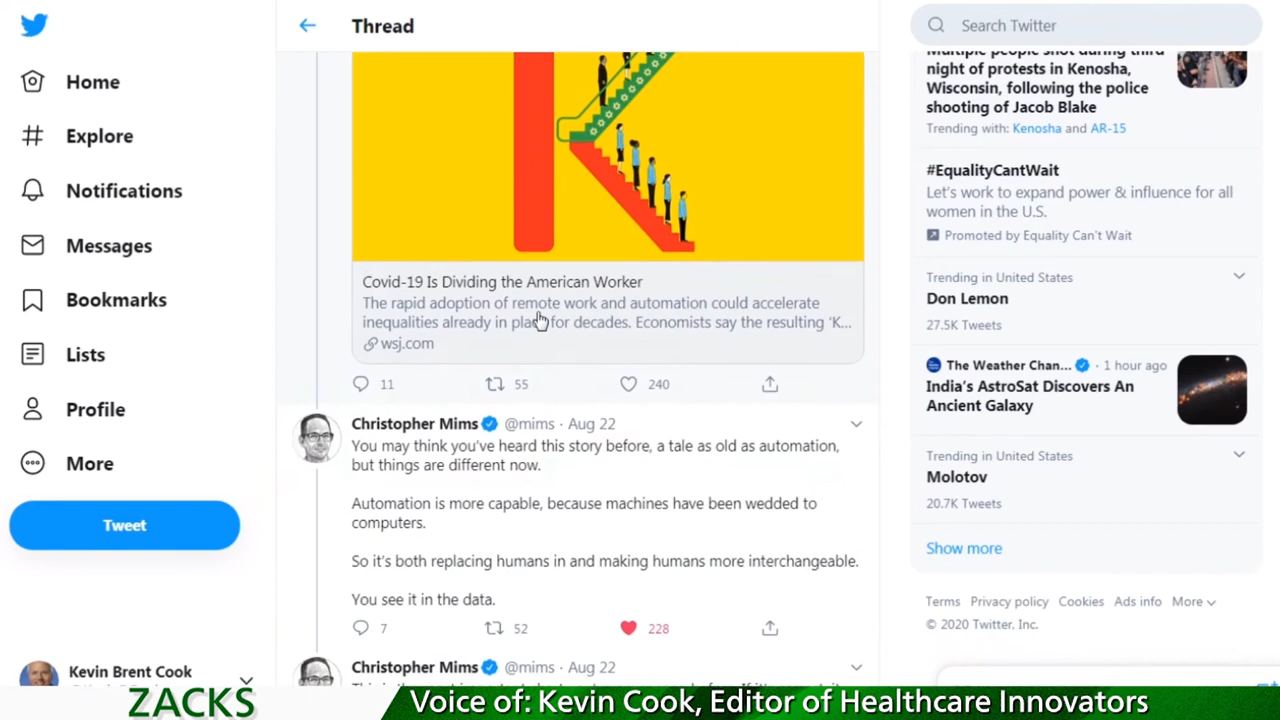 Home
Explore
Notifications
Messages
Bookmarks
Lists
Profile
More
Tweet
Kevin Brent Cook
Thread
Covid-19 Is Dividing the American Worker
The rapid adoption of remote work and automation could accelerate
inequalities already in place for decades. Economists say the resulting ‘K...
wsj.com
11 55 240
Christopher Mims @mims · Aug 22
You may think you've heard this story before, a tale as old as automation,
but things are different now.
Automation is more capable, because machines have been wedded to
computers.
So it's both replacing humans in and making humans more interchangeable.
You see it in the data.
7 52 228
Christopher Mims @mims · Aug 22
Search Twitter
Multiple people shot during third
night of protests in Kenosha,
Wisconsin, following the police
shooting of Jacob Blake
Trending with: Kenosha and AR-15
#EqualityCantWait
Let's work to expand power & influence for all
women in the U.S.
Promoted by Equality Can't Wait
Trending in United States
Don Lemon
27.5K Tweets
The Weather Chan... · 1 hour ago
India's AstroSat Discovers An
Ancient Galaxy
Trending in United States
Molotov
20.7K Tweets
Show more
Terms Privacy policy Cookies Ads info More
© 2020 Twitter. Inc.
ZACKS
Voice of: Kevin Cook, Editor of Healthcare Innovators